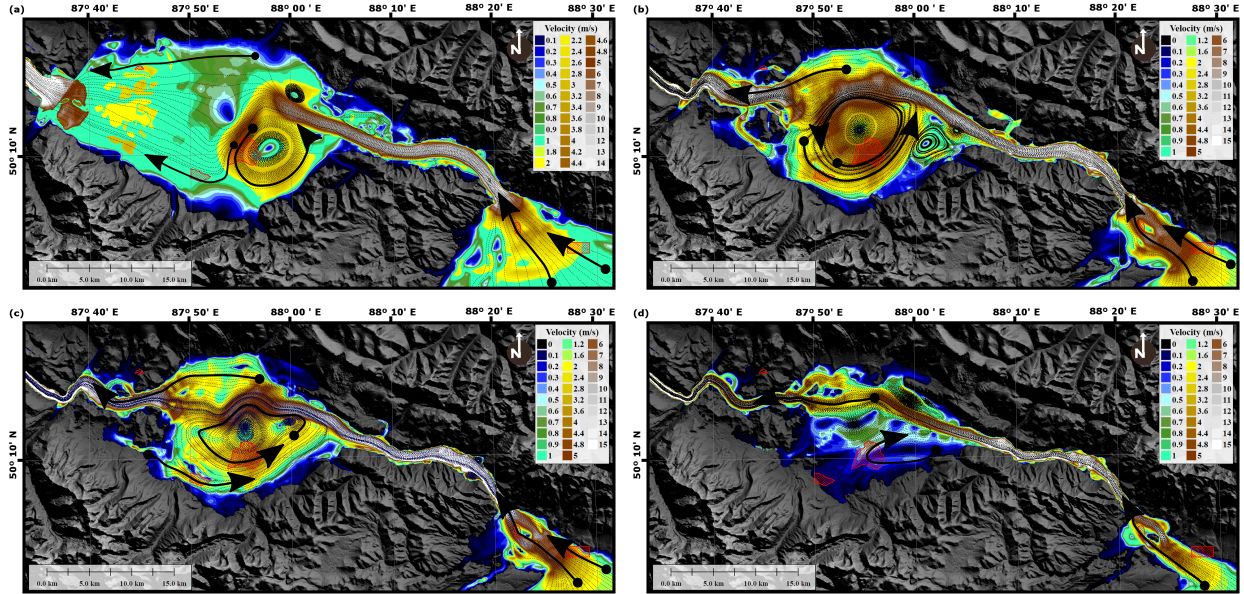 (a)
87° 40' E
87° 50' E
88° 00' E
88° 10' E
88° 20' E
88° 30' E
50° 10' N
N
Velocity (m/s)
0.1 2.2 4.6
0.2 2.4 4.8
0.3 2.6 5
0.4 2.8 6
0.5 3 7
0.6 3.2 8
0.7 3.4 9
0.8 3.6 10
0.9 3.8 11
1 4 12
1.8 4.2 13
2 4.4 14
0.0 km 5.0 km 10.0 km 15.0 km
(b)
87° 40' E
87° 50' E
88° 00' E
88° 10' E
88° 20' E
88° 30' E
50° 10' N
N
Velocity (m/s)
0 1.2 6
0.1 1.6 7
0.2 2 8
0.3 2.4 9
0.4 2.8 10
0.5 3.2 11
0.6 3.6 12
0.7 4 13
0.8 4.4 15
0.9 4.8
1 5
0.0 km 5.0 km 10.0 km 15.0 km
(c)
87° 40' E
87° 50' E
88° 00' E
88° 10' E
88° 20' E
88° 30' E
50° 10' N
N
Velocity (m/s)
0 1.2 6
0.1 1.6 7
0.2 2 8
0.3 2.4 9
0.4 2.8 10
0.5 3.2 11
0.6 3.6 12
0.7 4 13
0.8 4.4 15
0.9 4.8
1 5
0.0 km 5.0 km 10.0 km 15.0 km
(d)
87° 40' E
87° 50' E
88° 00' E
88° 10' E
88° 20' E
88° 30' E
50° 10' N
N
Velocity (m/s)
0 1.2 6
0.1 1.6 7
0.2 2 8
0.3 2.4 9
0.4 2.8 10
0.5 3.2 11
0.6 3.6 12
0.7 4 13
0.8 4.4 15
0.9 4.8
1 5
0.0 km 5.0 km 10.0 km 15.0 km